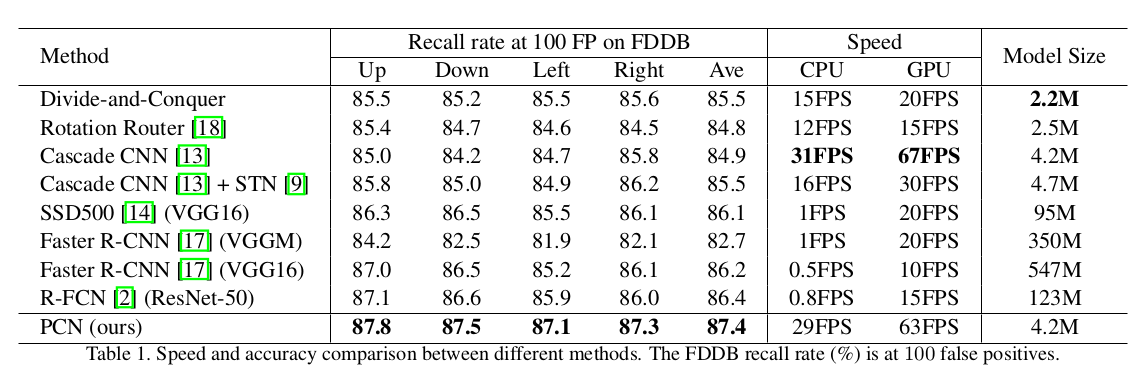 Method Recall rate at 100 FP on FDDB Speed Model Size
Up Down Left Right Ave CPU GPU
Divide-and-Conquer 85.5 85.2 85.5 85.6 85.5 15FPS 20FPS 2.2M
Rotation Router [18] 85.4 84.7 84.6 84.5 84.8 12FPS 15FPS 2.5M
Cascade CNN [13] 85.0 84.2 84.7 85.8 84.9 31FPS 67FPS 4.2M
Cascade CNN [13] + STN [9] 85.8 85.0 84.9 86.2 85.5 16FPS 30FPS 4.7M
SSD500 [14] (VGG16) 86.3 86.5 85.5 86.1 86.1 1FPS 20FPS 95M
Faster R-CNN [17] (VGGM) 84.2 82.5 81.9 82.1 82.7 1FPS 20FPS 350M
Faster R-CNN [17] (VGG16) 87.0 86.5 85.2 86.1 86.2 0.5FPS 10FPS 547M
R-FCN [2] (ResNet-50) 87.1 86.6 85.9 86.0 86.4 0.8FPS 15FPS 123M
PCN (ours) 87.8 87.5 87.1 87.3 87.4 29FPS 63FPS 4.2M
Table 1. Speed and accuracy comparison between different methods. The FDDB recall rate (%) is at 100 false positives.